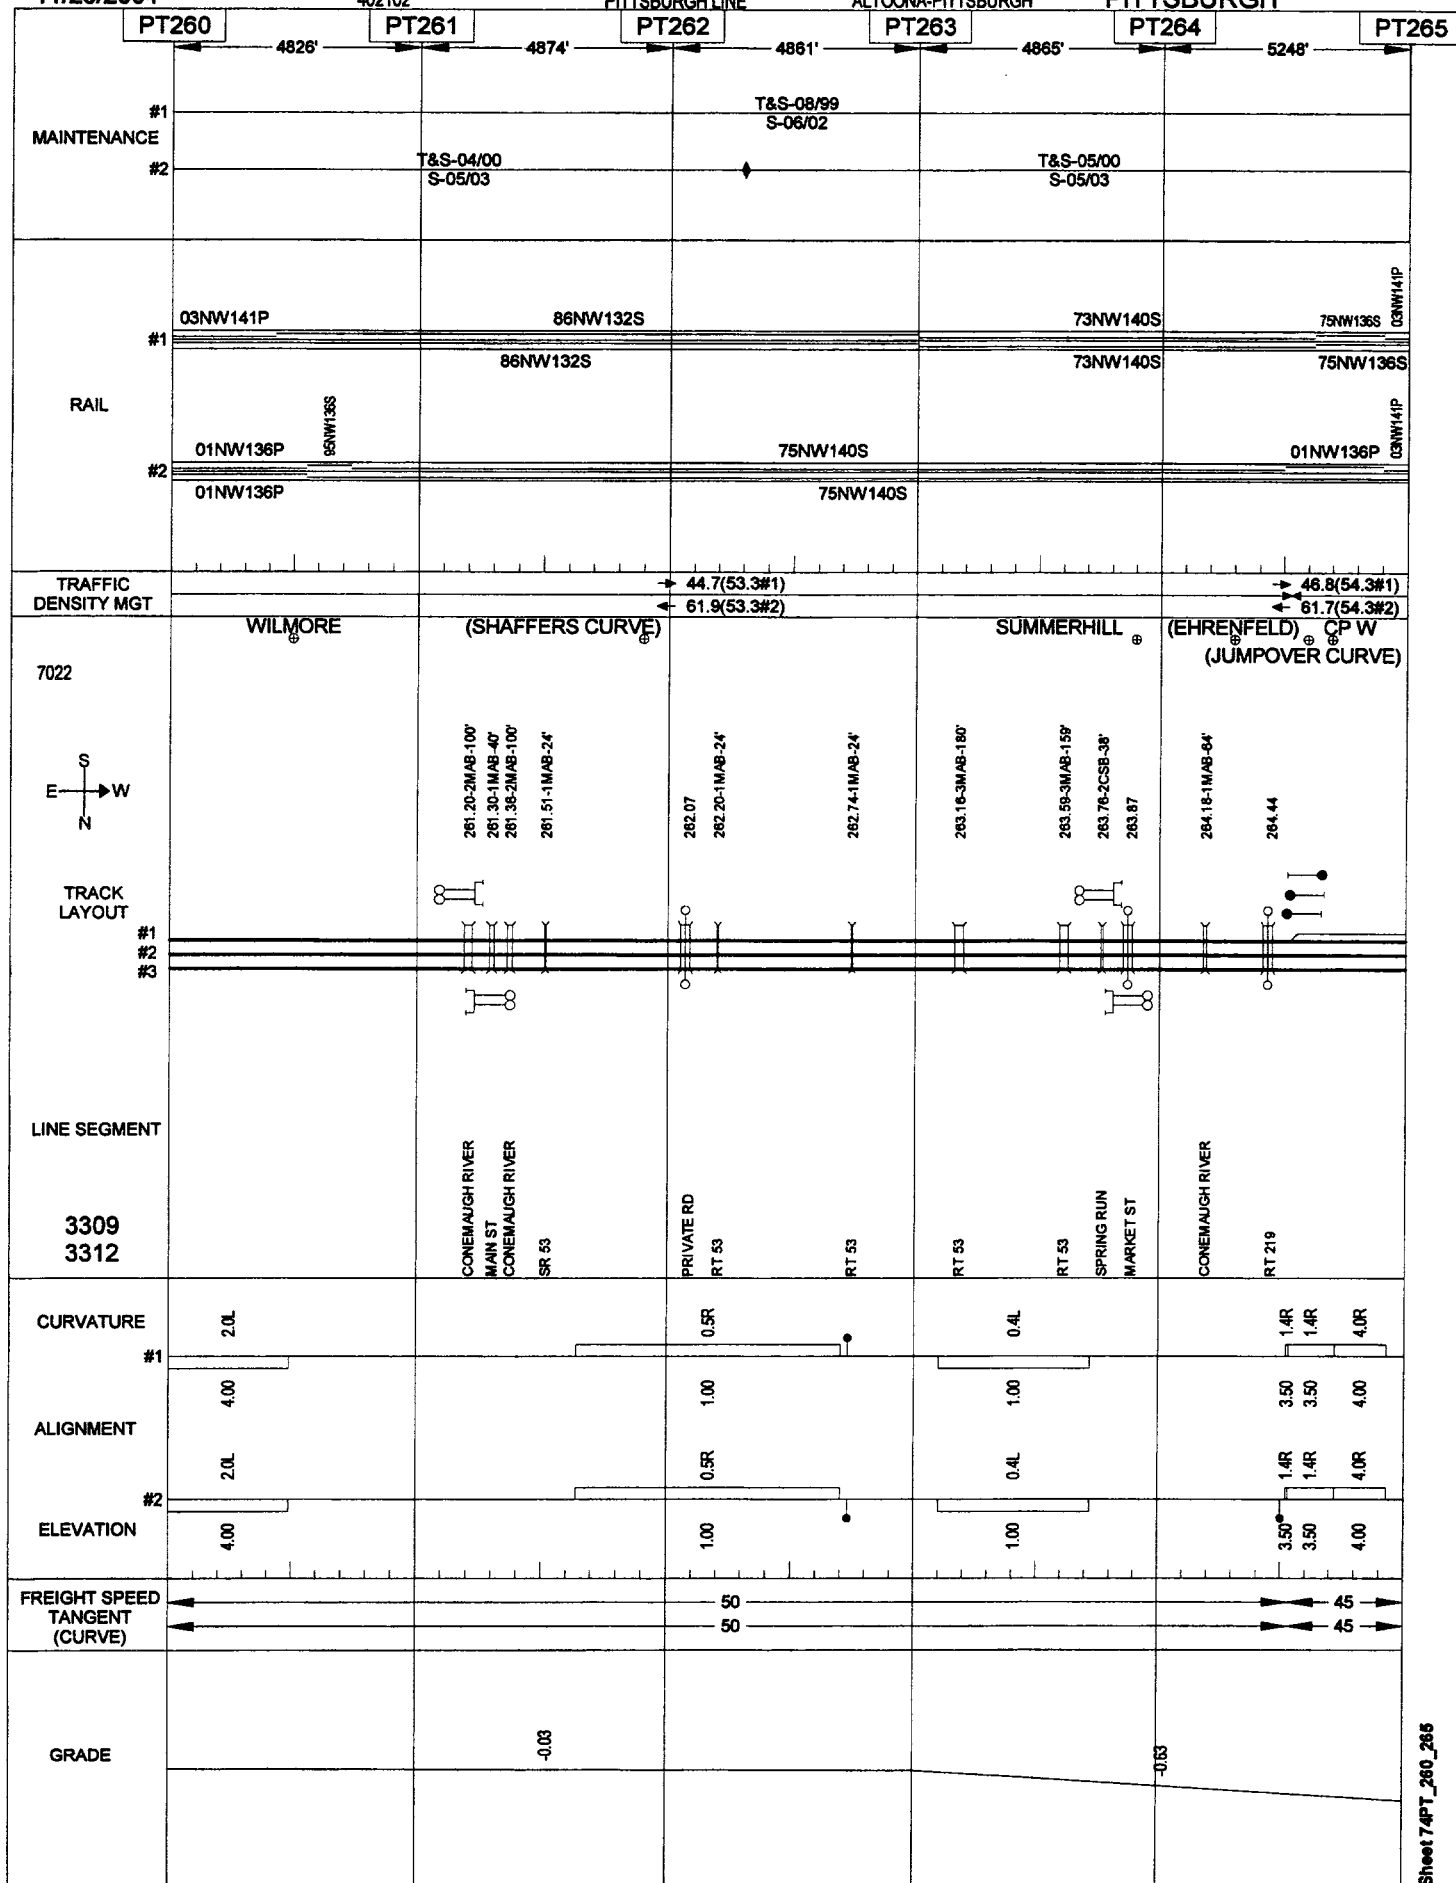 PITTSBURGH LINE ALTOONA-PITTSBURGH PITTSBURGH
PT260 PT261 PT262 PT263 PT264 PT265
4826' 4874' 4861' 4865' 5248'
#1 T&S-08/99
S-06/02
MAINTENANCE
#2 T&S-04/00 T&S-05/00
S-05/03 S-05/03
03NW141P 86NW132S 73NW140S 75NW136S 03NW141P
#1
86NW132S 73NW140S 75NW136S
RAIL
01NW136P 95NW136S 75NW140S 01NW136P 03NW141P
#2
01NW136P 75NW140S
TRAFFIC
DENSITY MGT
44.7(53.3#1) 46.8(54.3#1)
61.9(53.3#2) 61.7(54.3#2)
WILMORE (SHAFFERS CURVE) SUMMERHILL (EHRENFELD) CP W
(JUMPOVER CURVE)
7022
S
E W
N
261.20-2MAB-100'
261.30-1MAB-40'
261.38-2MAB-100'
261.51-1MAB-24'
262.07
262.20-1MAB-24'
262.74-1MAB-24'
263.16-3MAB-180'
263.59-3MAB-159'
263.76-2CSB-38'
263.87
264.18-1MAB-64'
264.44
TRACK
LAYOUT
#1
#2
#3
LINE SEGMENT
3309
3312
CONEMAUGH RIVER
MAIN ST
CONEMAUGH RIVER
SR 53
PRIVATE RD
RT 53
RT 53
RT 53
RT 53
SPRING RUN
MARKET ST
CONEMAUGH RIVER
RT 219
CURVATURE 2.0L 0.5R 0.4L 1.4R 1.4R 4.0R
#1
4.00 1.00 1.00 3.50 3.50 4.00
ALIGNMENT
2.0L 0.5R 0.4L 1.4R 1.4R 4.0R
#2
ELEVATION 4.00 1.00 1.00 3.50 3.50 4.00
FREIGHT SPEED
TANGENT
(CURVE)
50 45
50 45
GRADE -0.03 -0.63
Sheet 74PT_260_265